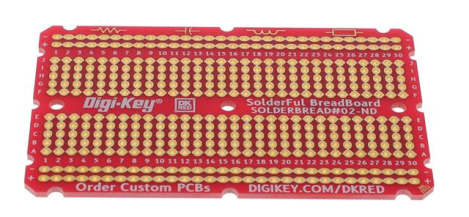 -
+
1 2 3 4 5 6 7 8 9 10 11 12 13 14 15 16 17 18 19 20 21 22 23 24 25 26 27 28 29 30
J J
I I
H H
G G
F F
Digi-Key® DK RED SolderFul BreadBoard
SOLDERBREAD#02-ND
E E
D D
C C
B B
A A
1 2 3 4 5 6 7 8 9 10 11 12 13 14 15 16 17 18 19 20 21 22 23 24 25 26 27 28 29 30
-
+
Order Custom PCBs DIGIKEY.COM/DKRED